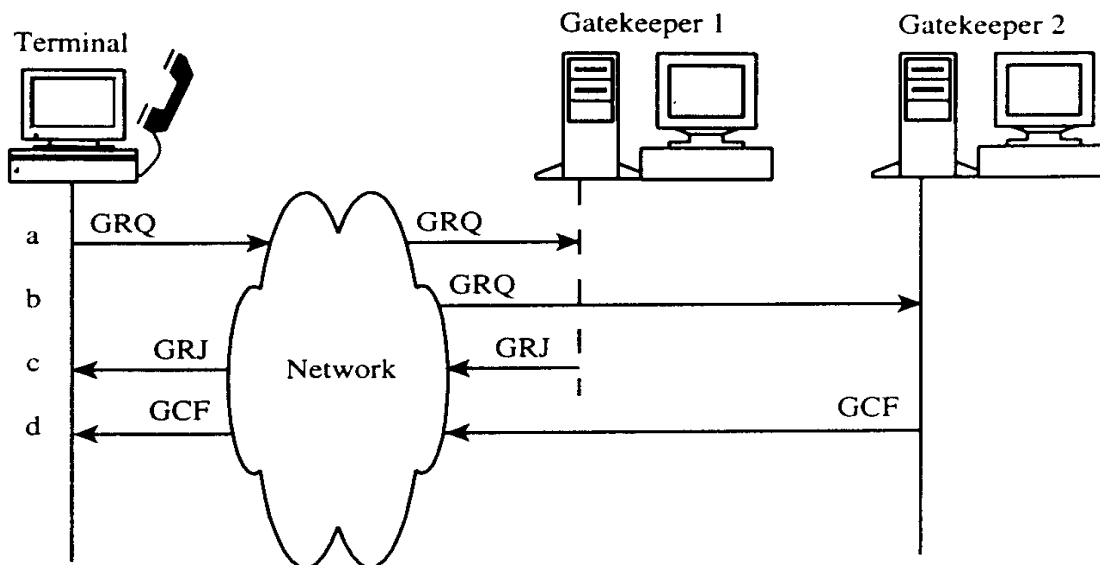 Terminal
Gatekeeper 1
Gatekeeper 2
a
GRQ
GRQ
b
GRQ
c
GRJ
GRJ
Network
d
GCF
GCF